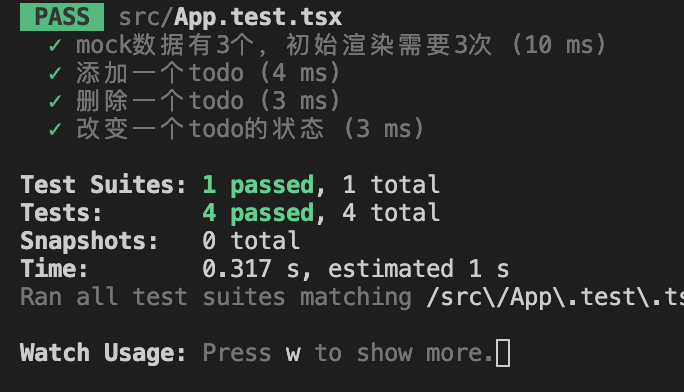 PASS src/App.test.tsx
✓ mock数据有3个，初始渲染需要3次 (10 ms)
✓ 添加一个todo (4 ms)
✓ 删除一个todo (3 ms)
✓ 改变一个todo的状态 (3 ms)
Test Suites: 1 passed, 1 total
Tests: 4 passed, 4 total
Snapshots: 0 total
Time: 0.317 s, estimated 1 s
Ran all test suites matching /src\/App\.test\.ts
Watch Usage: Press w to show more.